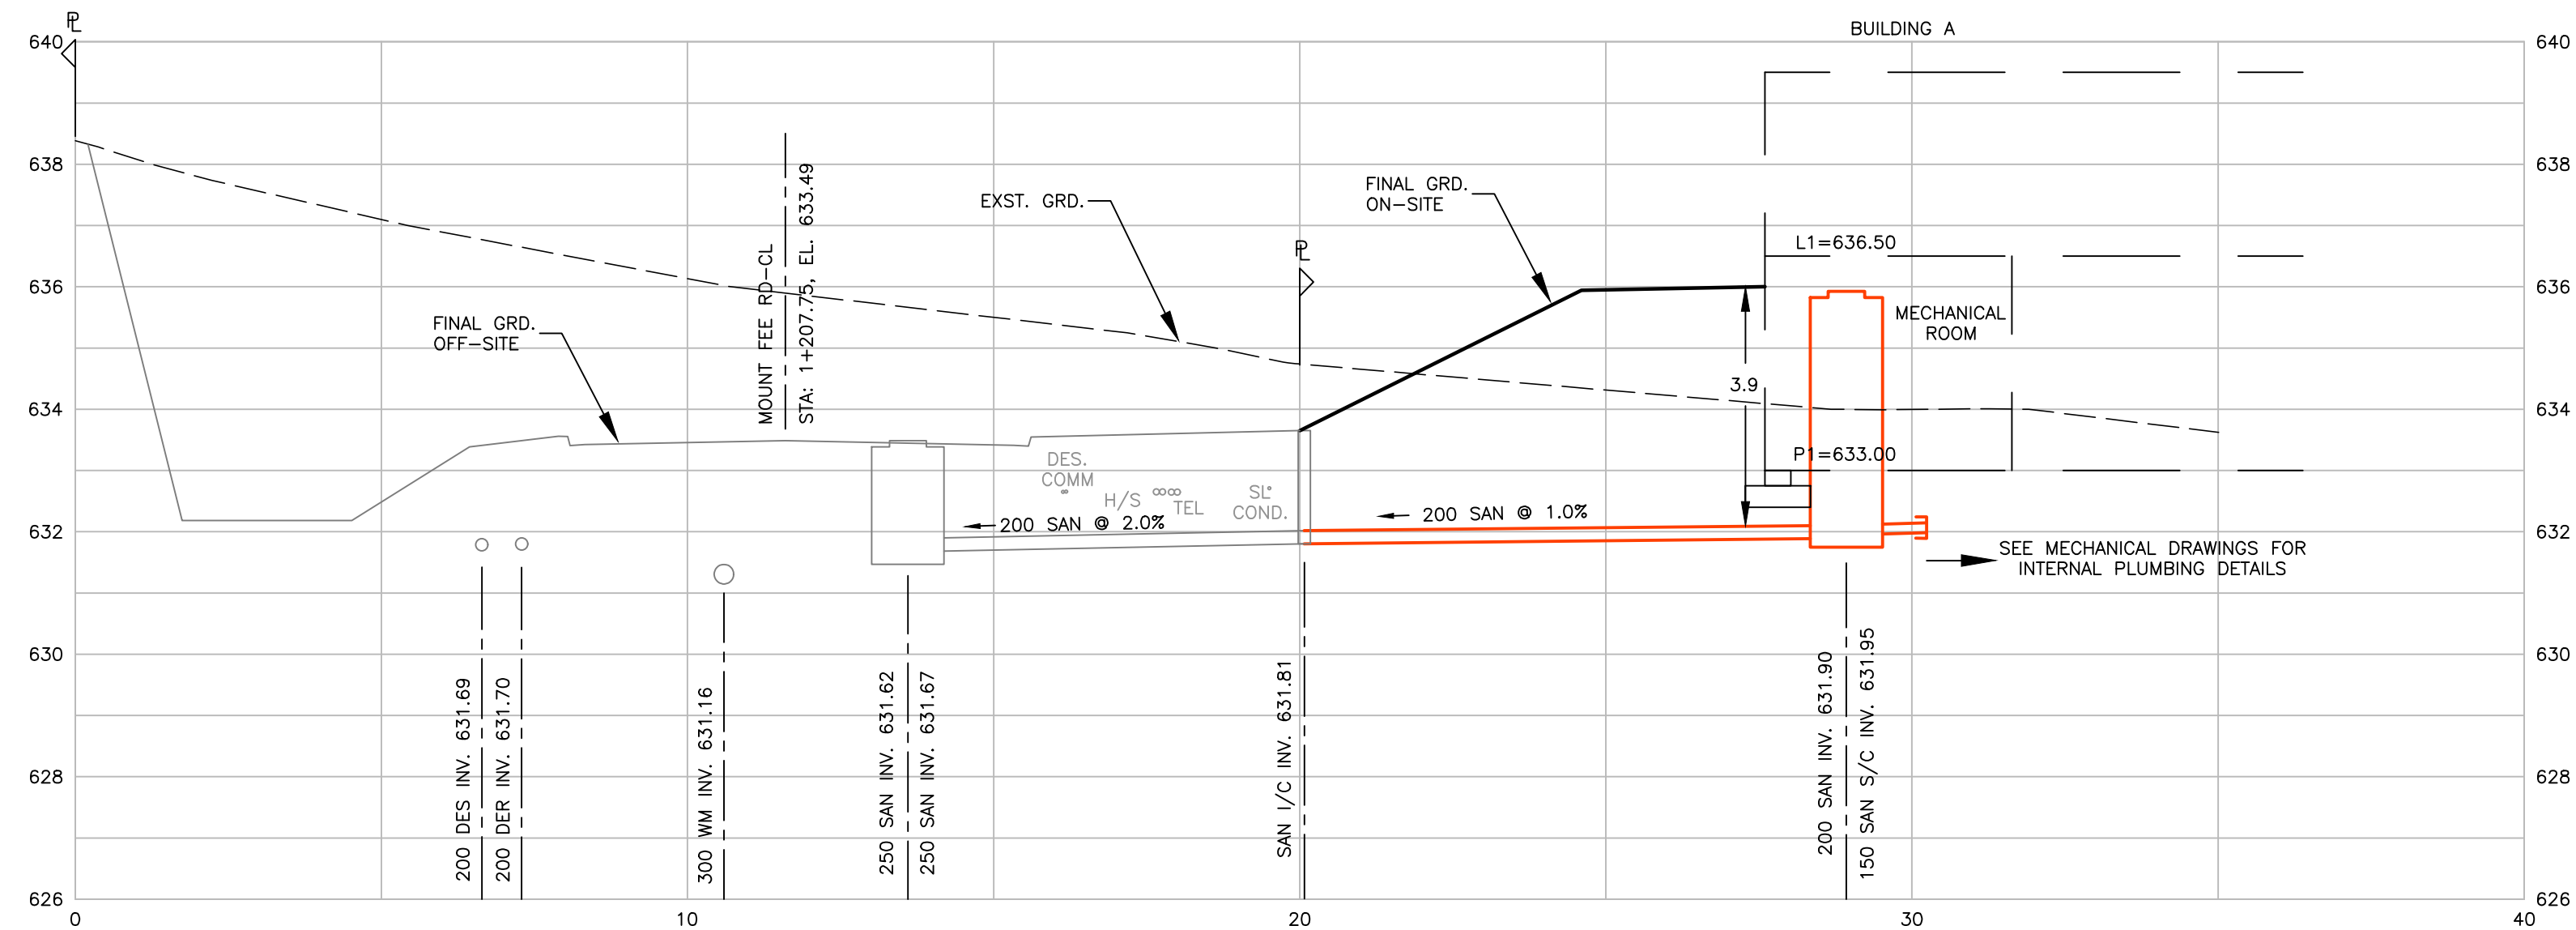 BUILDING A
℄
640
640
638
638
636
636
634
634
632
632
630
630
628
628
626
626
0
10
20
30
40
FINAL GRD.
OFF-SITE
MOUNT FEE RD-CL
STA: 1+207.75, EL. 633.49
EXST. GRD.
℄
FINAL GRD.
ON-SITE
L1=636.50
MECHANICAL
ROOM
3.9
P1=633.00
DES.
COMM
H/S
TEL
SL
COND.
200 SAN @ 2.0%
200 SAN @ 1.0%
SEE MECHANICAL DRAWINGS FOR
INTERNAL PLUMBING DETAILS
200 DES INV. 631.69
200 DER INV. 631.70
300 WM INV. 631.16
250 SAN INV. 631.62
250 SAN INV. 631.67
SAN I/C INV. 631.81
200 SAN INV. 631.90
150 SAN S/C INV. 631.95